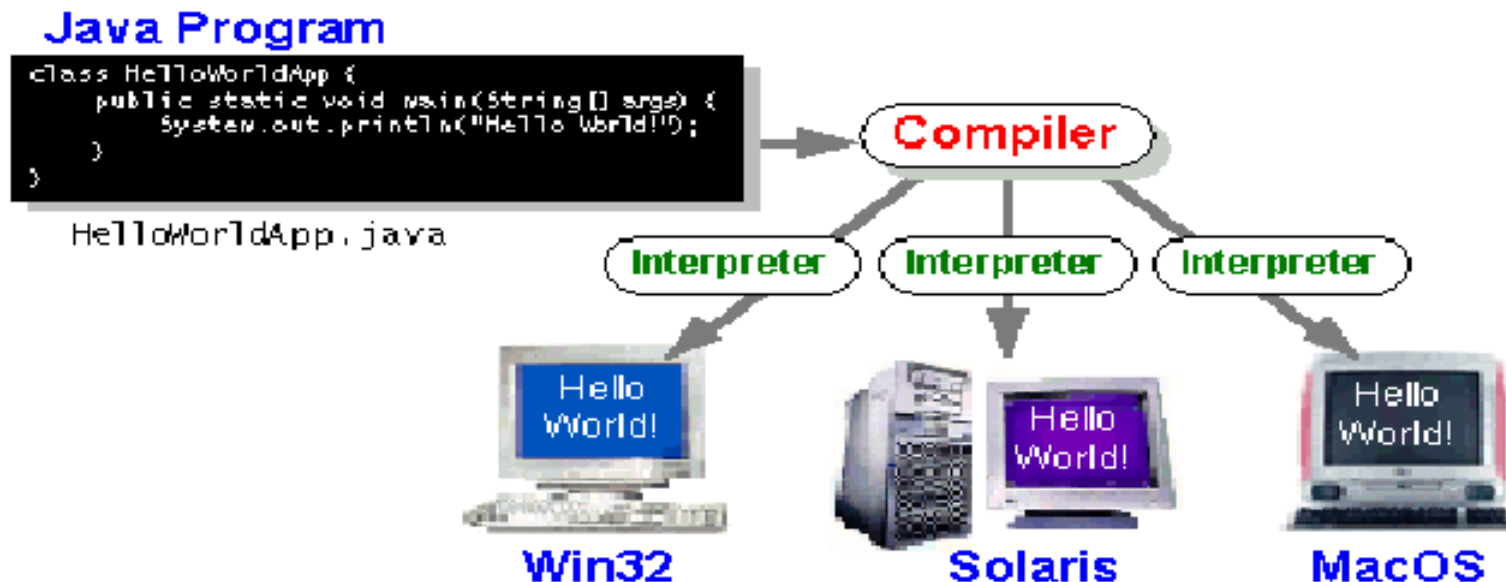 Java Program
class HelloWorldApp {
public static void main(String[] args) {
System.out.println("Hello World!");
}
}
HelloWorldApp.java
Compiler
Interpreter
Interpreter
Interpreter
Hello
World!
Hello
World!
Hello
World!
Win32
Solaris
MacOS